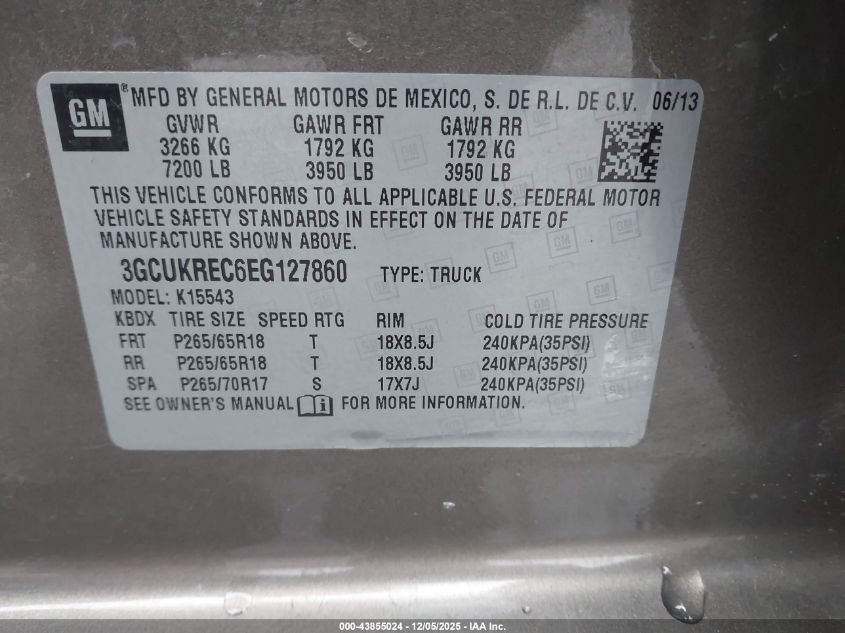 GM ® MFD BY GENERAL MOTORS DE MEXICO, S. DE R.L. DE C.V. 06/13
GVWR GAWR FRT GAWR RR
3266 KG 1792 KG 1792 KG
7200 LB 3950 LB 3950 LB
THIS VEHICLE CONFORMS TO ALL APPLICABLE U.S. FEDERAL MOTOR
VEHICLE SAFETY STANDARDS IN EFFECT ON THE DATE OF
MANUFACTURE SHOWN ABOVE.
3GCUKREC6EG127860 TYPE: TRUCK
MODEL: K15543
KBDX TIRE SIZE SPEED RTG RIM COLD TIRE PRESSURE
FRT P265/65R18 T 18X8.5J 240KPA(35PSI)
RR P265/65R18 T 18X8.5J 240KPA(35PSI)
SPA P265/70R17 S 17X7J 240KPA(35PSI)
SEE OWNER'S MANUAL i FOR MORE INFORMATION.
000-43855024 - 12/05/2025 - IAA Inc.